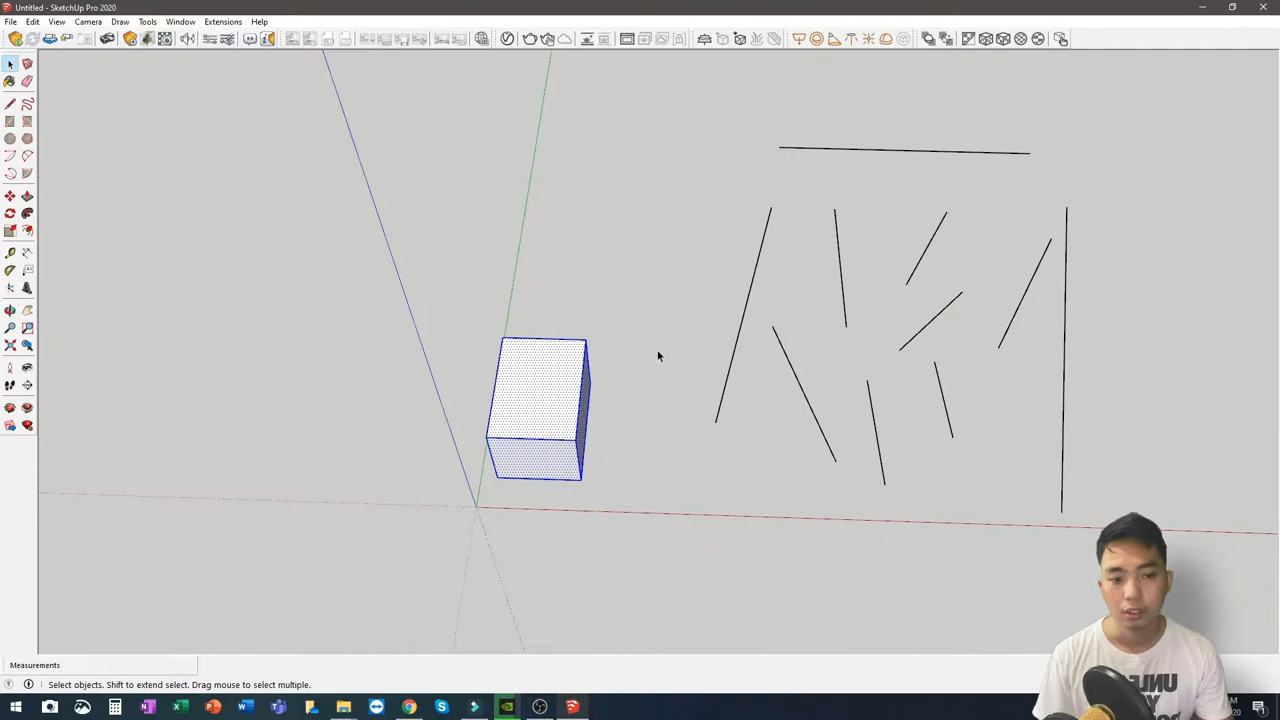 Untitled - SketchUp Pro 2020
File Edit View Camera Draw Tools Window Extensions Help
Measurements
Select objects. Shift to extend select. Drag mouse to select multiple.